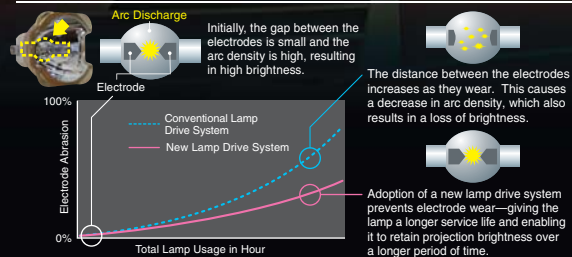 Arc Discharge
Initially, the gap between the
electrodes is small and the
arc density is high, resulting
in high brightness.
Electrode
100%
Electrode Abrasion
Conventional Lamp
Drive System
New Lamp Drive System
0%
Total Lamp Usage in Hour
The distance between the electrodes
increases as they wear. This causes
a decrease in arc density, which also
results in a loss of brightness.
Adoption of a new lamp drive system
prevents electrode wear—giving the
lamp a longer service life and enabling
it to retain projection brightness over
a longer period of time.